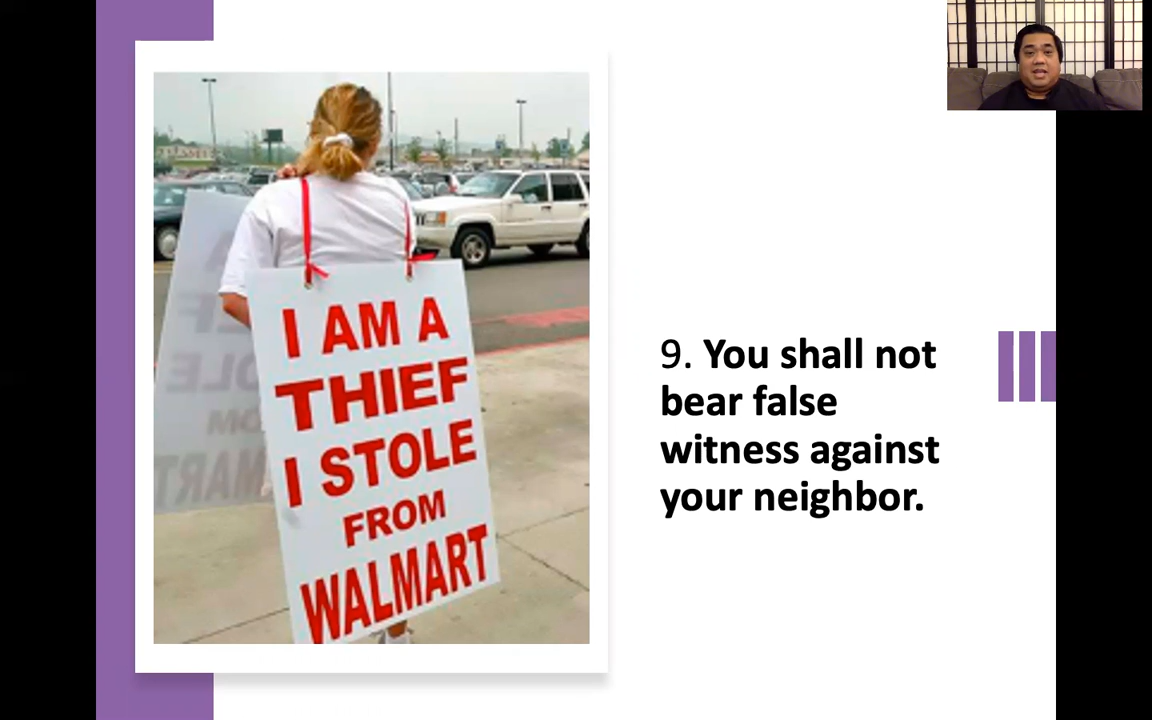 I AM A
THIEF
I STOLE
FROM
WALMART
9. You shall not
bear false
witness against
your neighbor.